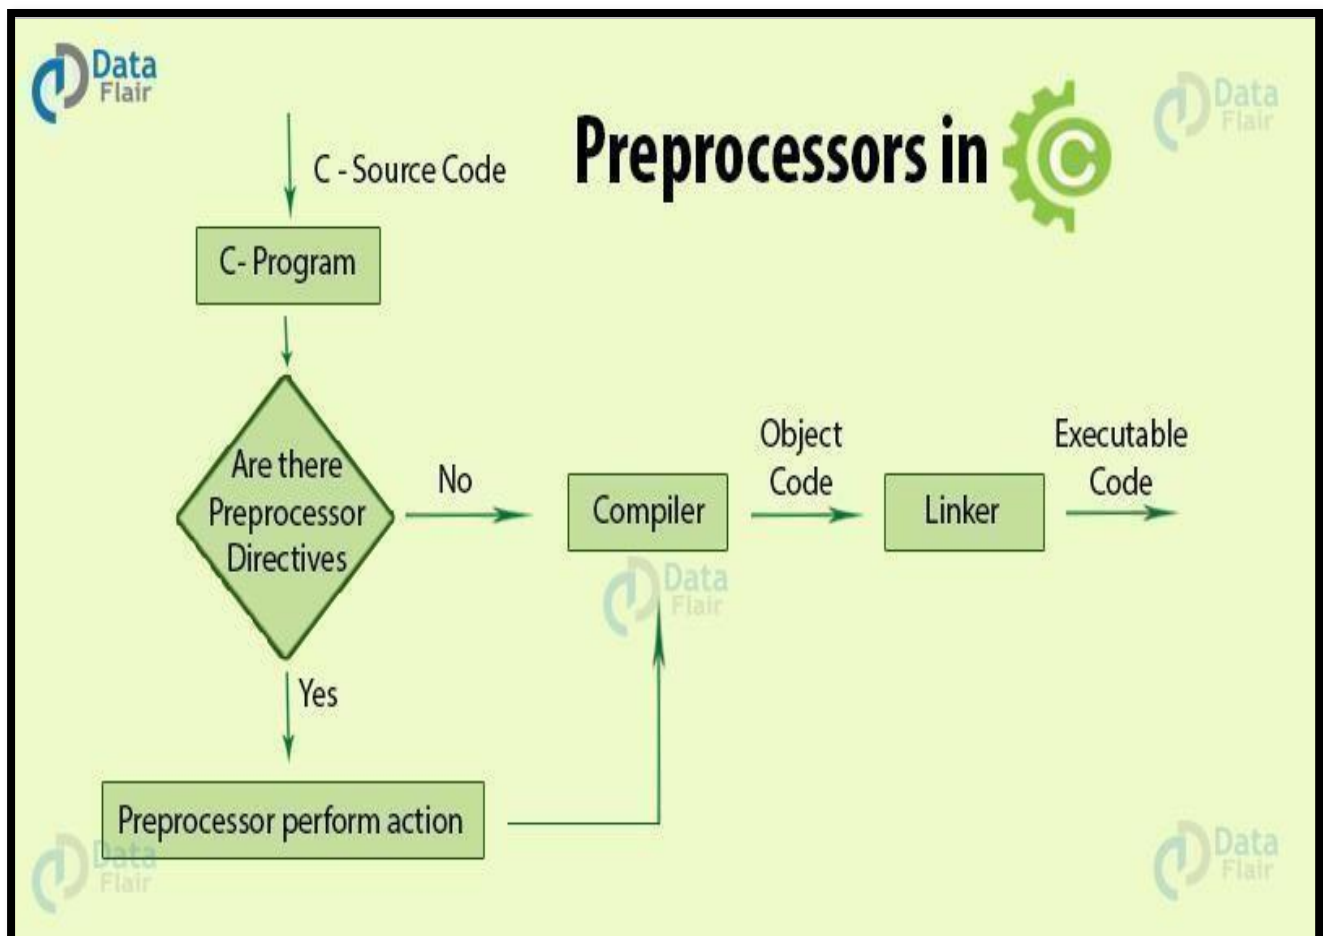 Data
Flair
Preprocessors in C
Data
Flair
C - Source Code
C- Program
Are there
Preprocessor
Directives
No
Compiler
Object
Code
Linker
Executable
Code
Data
Flair
Yes
Preprocessor perform action
Data
Flair
Data
Flair